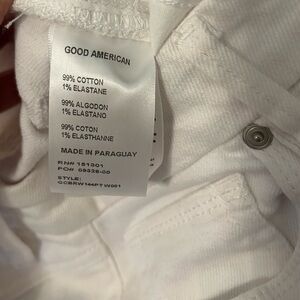 GOOD AMERICAN
99% COTTON
1% ELASTANE
99% ALGODON
1% ELASTANO
99% COTON
1% ELASTHANNE
MADE IN PARAGUAY
RN# 151301
PO# 09328-00
STYLE: